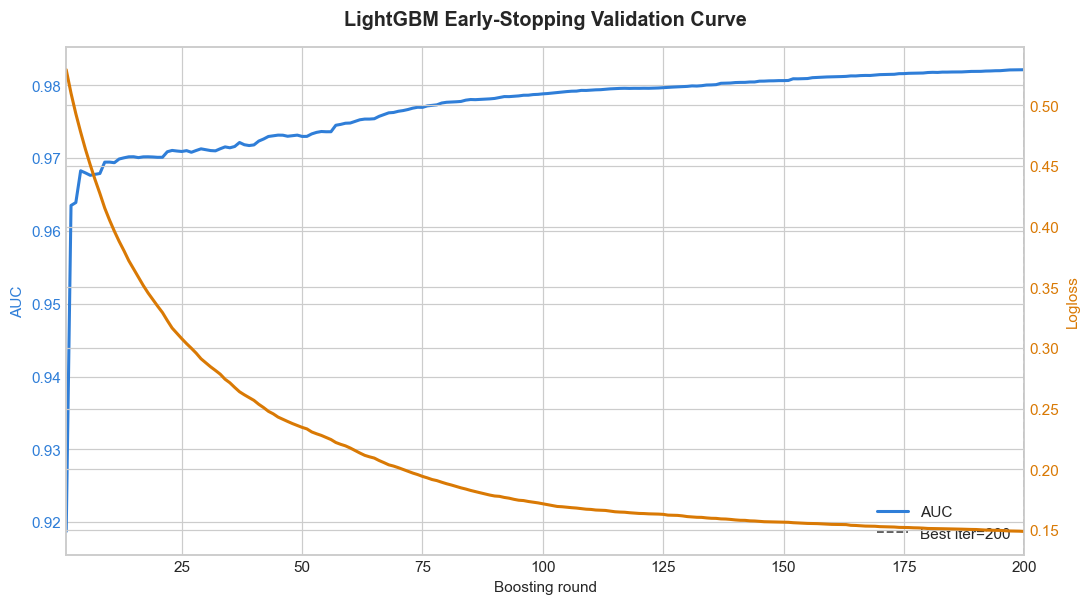 LightGBM Early-Stopping Validation Curve
0.98
0.97
0.96
0.95
0.94
0.93
0.92
AUC
0.50
0.45
0.40
0.35
0.30
0.25
0.20
0.15
Logloss
AUC
Best iter=200
25 50 75 100 125 150 175 200
Boosting round